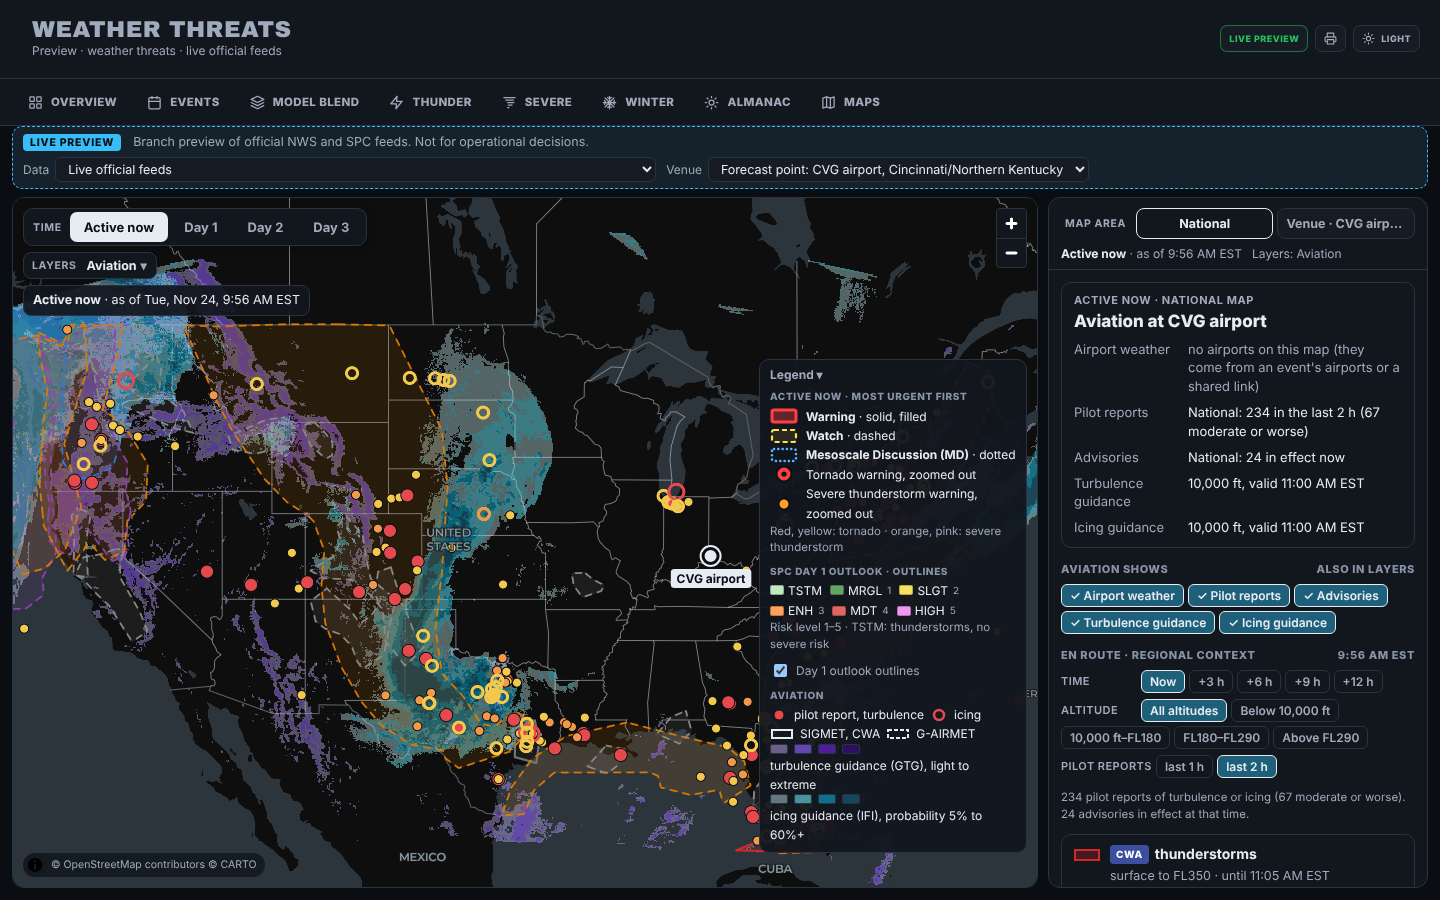 WEATHER THREATS
Preview · weather threats · live official feeds
LIVE PREVIEW
LIGHT
OVERVIEW
EVENTS
MODEL BLEND
THUNDER
SEVERE
WINTER
ALMANAC
MAPS
LIVE PREVIEW Branch preview of official NWS and SPC feeds. Not for operational decisions.
Data Live official feeds Venue Forecast point: CVG airport, Cincinnati/Northern Kentucky
TIME Active now Day 1 Day 2 Day 3
LAYERS Aviation ▾
Active now · as of Tue, Nov 24, 9:56 AM EST
+
−
UNITED
STATES
CVG airport
MEXICO
CUBA
© OpenStreetMap contributors © CARTO
Legend ▾
ACTIVE NOW · MOST URGENT FIRST
Warning · solid, filled
Watch · dashed
Mesoscale Discussion (MD) · dotted
Tornado warning, zoomed out
Severe thunderstorm warning,
zoomed out
Red, yellow: tornado · orange, pink: severe
thunderstorm
SPC DAY 1 OUTLOOK · OUTLINES
TSTM MRGL 1 SLGT 2
ENH 3 MDT 4 HIGH 5
Risk level 1–5 · TSTM: thunderstorms, no
severe risk
Day 1 outlook outlines
AVIATION
pilot report, turbulence icing
SIGMET, CWA G-AIRMET
turbulence guidance (GTG), light to
extreme
icing guidance (IFI), probability 5% to
60%+
MAP AREA National Venue · CVG airp...
Active now · as of 9:56 AM EST Layers: Aviation
ACTIVE NOW · NATIONAL MAP
Aviation at CVG airport
Airport weather no airports on this map (they
come from an event's airports or a
shared link)
Pilot reports National: 234 in the last 2 h (67
moderate or worse)
Advisories National: 24 in effect now
Turbulence 10,000 ft, valid 11:00 AM EST
guidance
Icing guidance 10,000 ft, valid 11:00 AM EST
AVIATION SHOWS ALSO IN LAYERS
✓ Airport weather ✓ Pilot reports ✓ Advisories
✓ Turbulence guidance ✓ Icing guidance
EN ROUTE · REGIONAL CONTEXT 9:56 AM EST
TIME Now +3 h +6 h +9 h +12 h
ALTITUDE All altitudes Below 10,000 ft
10,000 ft–FL180 FL180–FL290 Above FL290
PILOT REPORTS last 1 h last 2 h
234 pilot reports of turbulence or icing (67 moderate or worse).
24 advisories in effect at that time.
CWA thunderstorms
surface to FL350 · until 11:05 AM EST